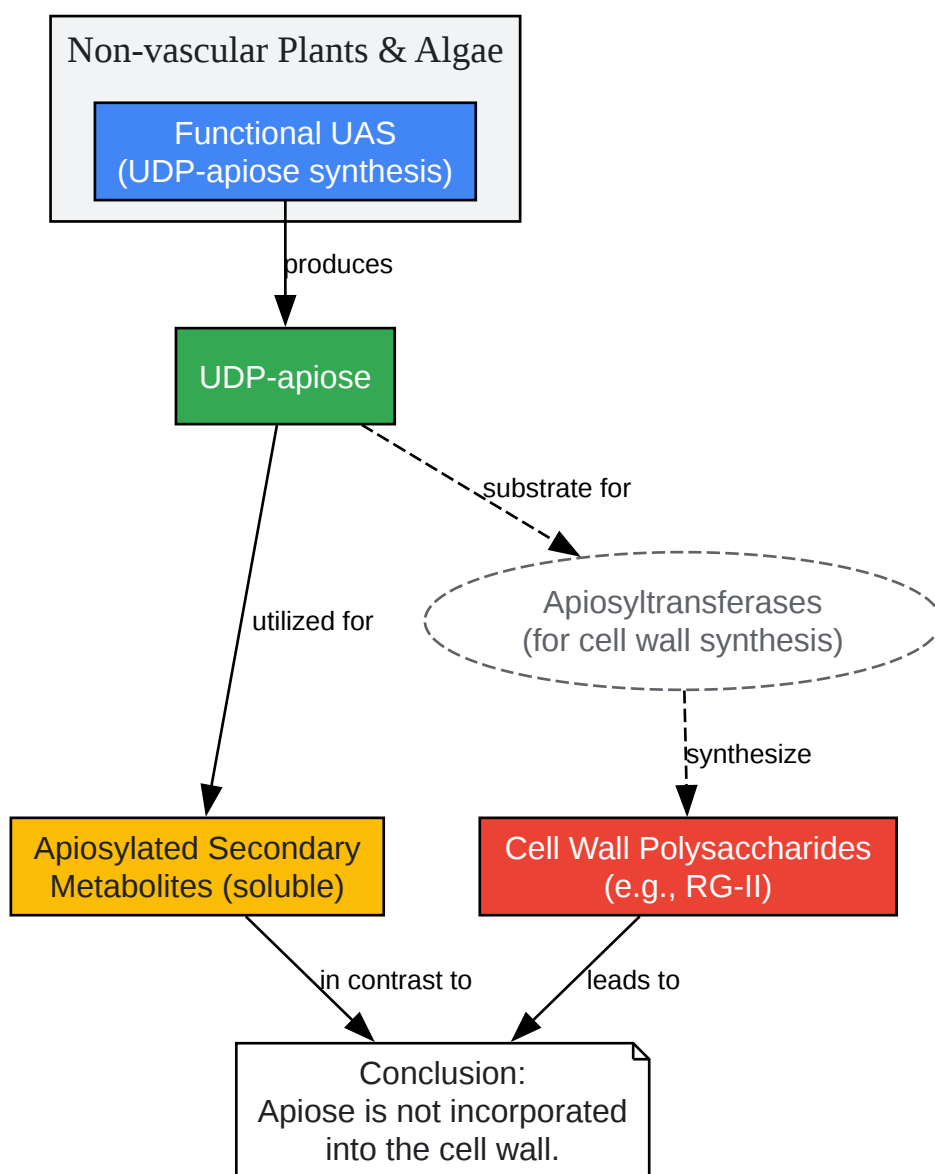 Non-vascular Plants & Algae
Functional UAS
(UDP-apiose synthesis)
produces
UDP-apiose
substrate for
Apiosyltransferases
(for cell wall synthesis)
utilized for
synthesize
Apiosylated Secondary
Metabolites (soluble)
Cell Wall Polysaccharides
(e.g., RG-II)
in contrast to
leads to
Conclusion:
Apiose is not incorporated
into the cell wall.